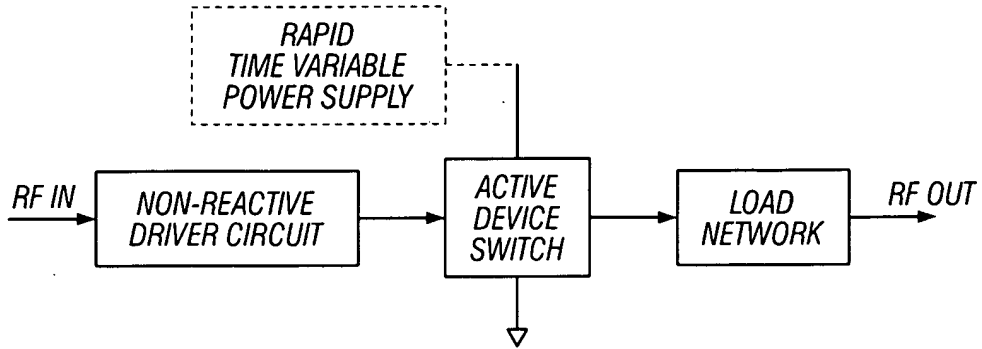 RAPID
TIME VARIABLE
POWER SUPPLY
RF IN
NON-REACTIVE
DRIVER CIRCUIT
ACTIVE
DEVICE
SWITCH
LOAD
NETWORK
RF OUT